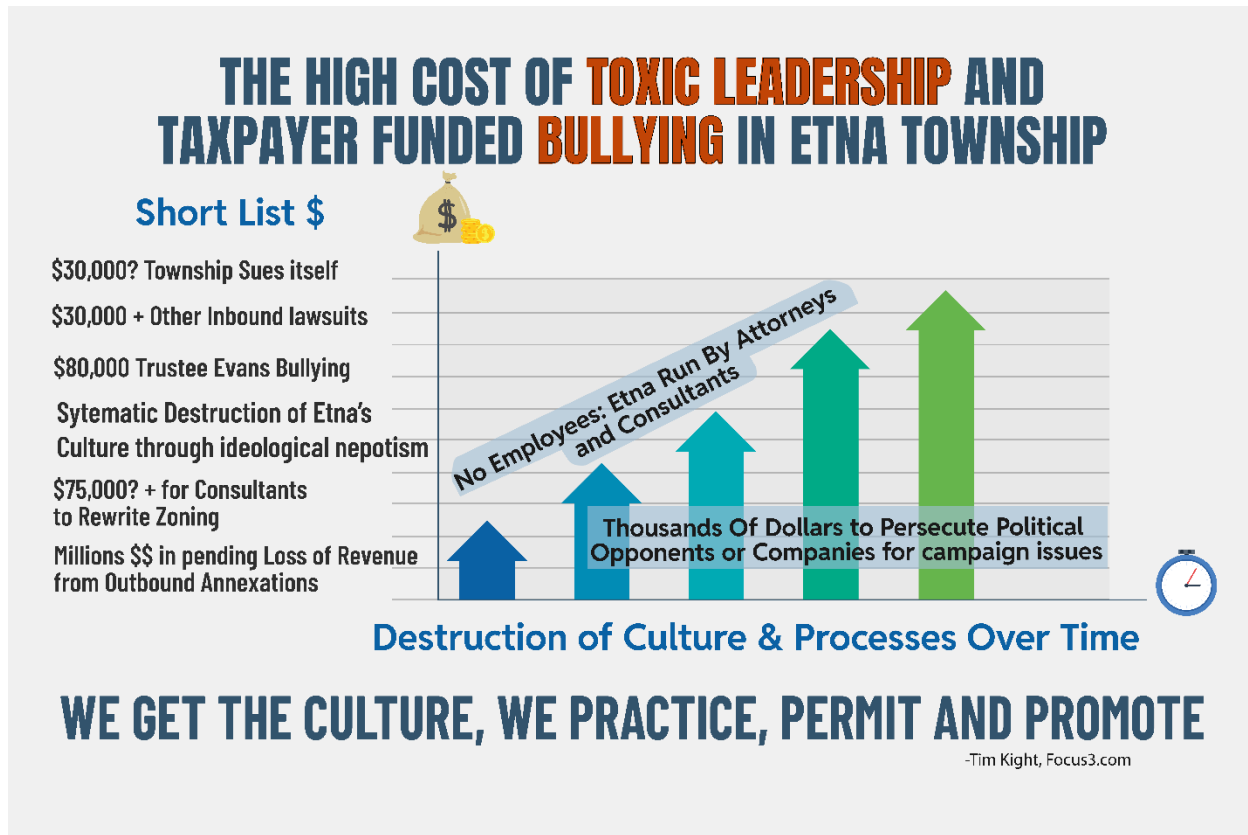 THE HIGH COST OF TOXIC LEADERSHIP AND
TAXPAYER FUNDED BULLYING IN ETNA TOWNSHIP
Short List $
$
$30,000? Township Sues itself
$30,000 + Other Inbound lawsuits
$80,000 Trustee Evans Bullying
Sytematic Destruction of Etna's
Culture through ideological nepotism
$75,000? + for Consultants
to Rewrite Zoning
Millions $$ in pending Loss of Revenue
from Outbound Annexations
No Employees: Etna Run By Attorneys
and Consultants
Thousands Of Dollars to Persecute Political
Opponents or Companies for campaign issues
Destruction of Culture & Processes Over Time
WE GET THE CULTURE, WE PRACTICE, PERMIT AND PROMOTE
-Tim Kight, Focus3.com